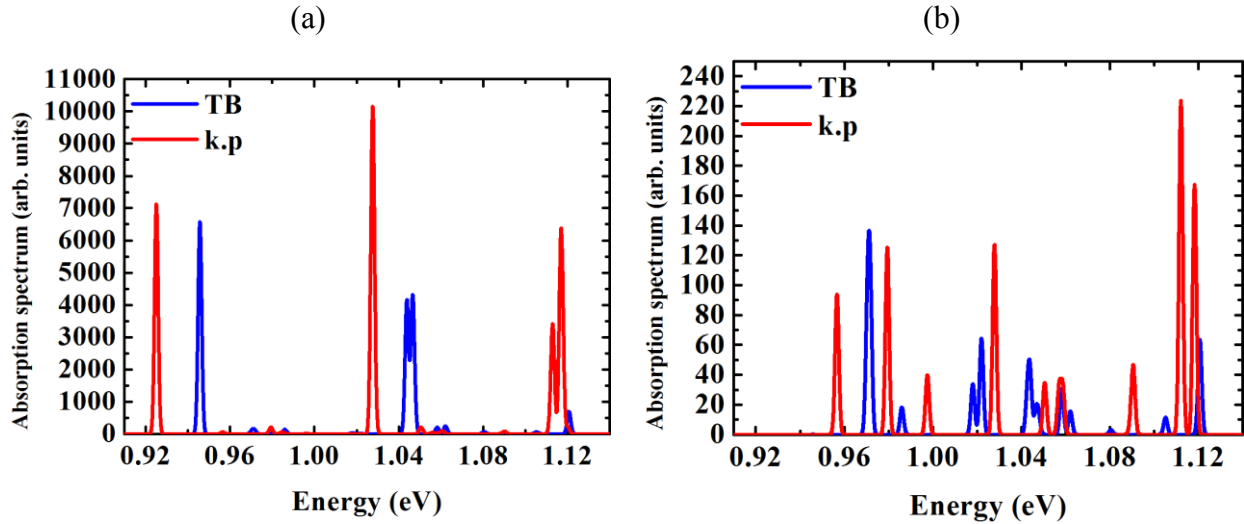 (a)
(b)
Absorption spectrum (arb. units)
11000
10000
9000
8000
7000
6000
5000
4000
3000
2000
1000
0
TB
k.p
0.92 0.96 1.00 1.04 1.08 1.12
Energy (eV)
Absorption spectrum (arb. units)
240
220
200
180
160
140
120
100
80
60
40
20
0
TB
k.p
0.92 0.96 1.00 1.04 1.08 1.12
Energy (eV)